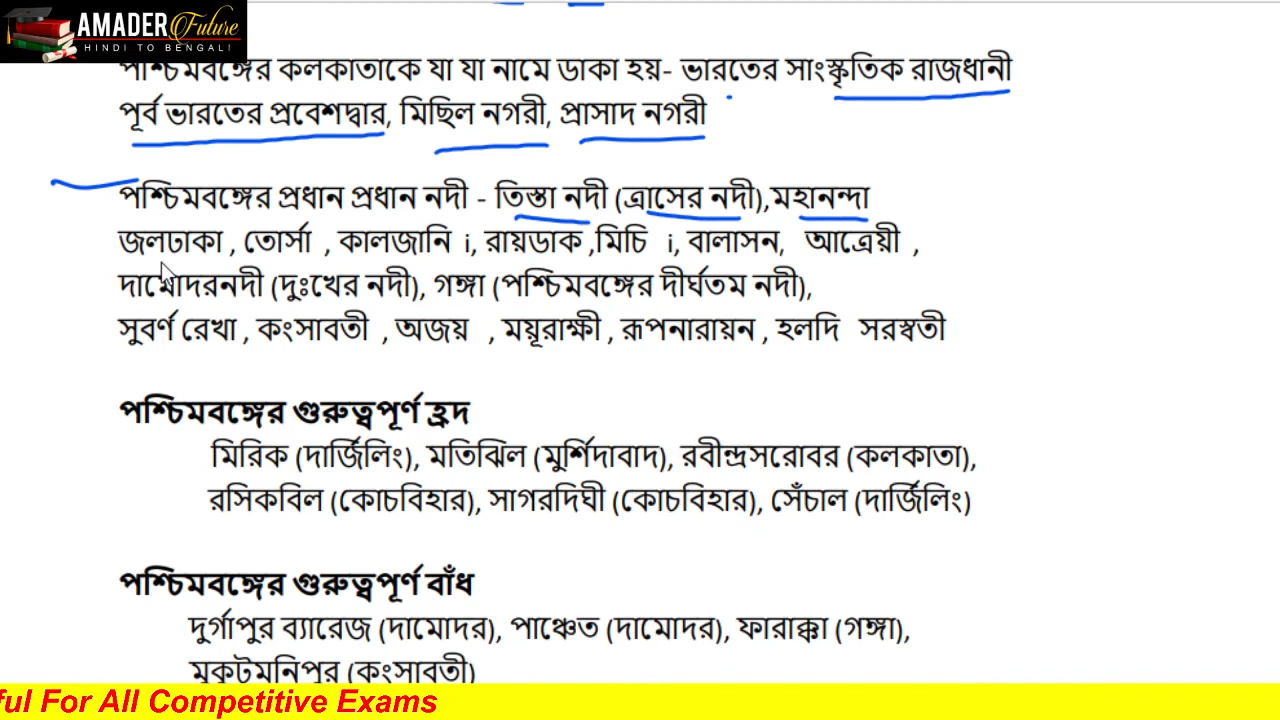 AMADER Future
HINDI TO BENGALI
পশ্চিমবঙ্গের কলকাতাকে যা যা নামে ডাকা হয়- ভারতের সাংস্কৃতিক রাজধানী
পূর্ব ভারতের প্রবেশদ্বার, মিছিল নগরী, প্রাসাদ নগরী
পশ্চিমবঙ্গের প্রধান প্রধান নদী - তিস্তা নদী (ত্রাসের নদী),মহানন্দা
জলঢাকা , তোর্সা , কালজানি i, রায়ডাক ,মিচি i, বালাসন, আত্রেয়ী ,
দামোদরনদী (দুঃখের নদী), গঙ্গা (পশ্চিমবঙ্গের দীর্ঘতম নদী),
সুবর্ণ রেখা , কংসাবতী , অজয় , ময়ূরাক্ষী , রূপনারায়ন , হলদি সরস্বতী
পশ্চিমবঙ্গের গুরুত্বপূর্ণ হ্রদ
মিরিক (দার্জিলিং), মতিঝিল (মুর্শিদাবাদ), রবীন্দ্রসরোবর (কলকাতা),
রসিকবিল (কোচবিহার), সাগরদিঘী (কোচবিহার), সেঁচাল (দার্জিলিং)
পশ্চিমবঙ্গের গুরুত্বপূর্ণ বাঁধ
দুর্গাপুর ব্যারেজ (দামোদর), পাঞ্চেত (দামোদর), ফারাক্কা (গঙ্গা),
মুকুটমনিপুর (কংসাবতী)
ful For All Competitive Exams